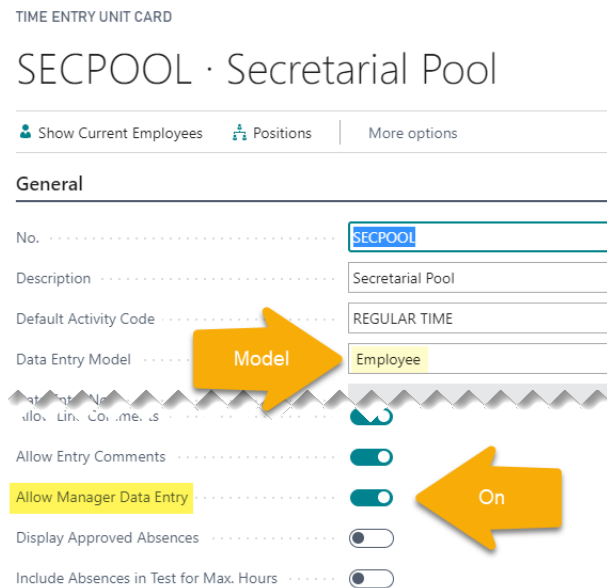 TIME ENTRY UNIT CARD
SECPOOL · Secretarial Pool
Show Current Employees Positions More options
General
No. SECPOOL
Description Secretarial Pool
Default Activity Code REGULAR TIME
Data Entry Model Model Employee
Allow Entry Comments
Allow Manager Data Entry On
Display Approved Absences
Include Absences in Test for Max. Hours